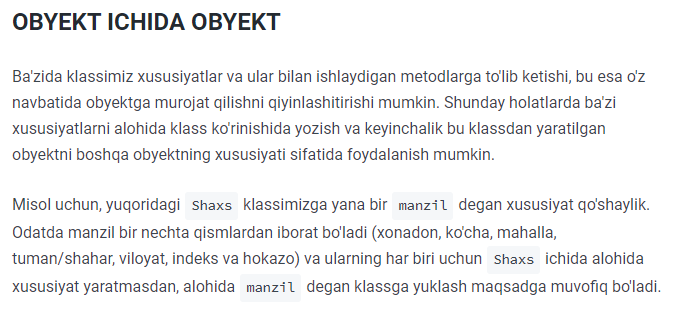 OBYEKT ICHIDA OBYEKT
Ba'zida klassimiz xususiyatlar va ular bilan ishlaydigan metodlarga to'lib ketishi, bu esa o'z
navbatida obyektga murojat qilishni qiyinlashitirishi mumkin. Shunday holatlarda ba'zi
xususiyatlarni alohida klass ko'rinishida yozish va keyinchalik bu klassdan yaratilgan
obyektni boshqa obyektning xususiyati sifatida foydalanish mumkin.
Misol uchun, yuqoridagi Shaxs klassimizga yana bir manzil degan xususiyat qo'shaylik.
Odatda manzil bir nechta qismlardan iborat bo'ladi (xonadon, ko'cha, mahalla,
tuman/shahar, viloyat, indeks va hokazo) va ularning har biri uchun Shaxs ichida alohida
xususiyat yaratmasdan, alohida manzil degan klassga yuklash maqsadga muvofiq bo'ladi.